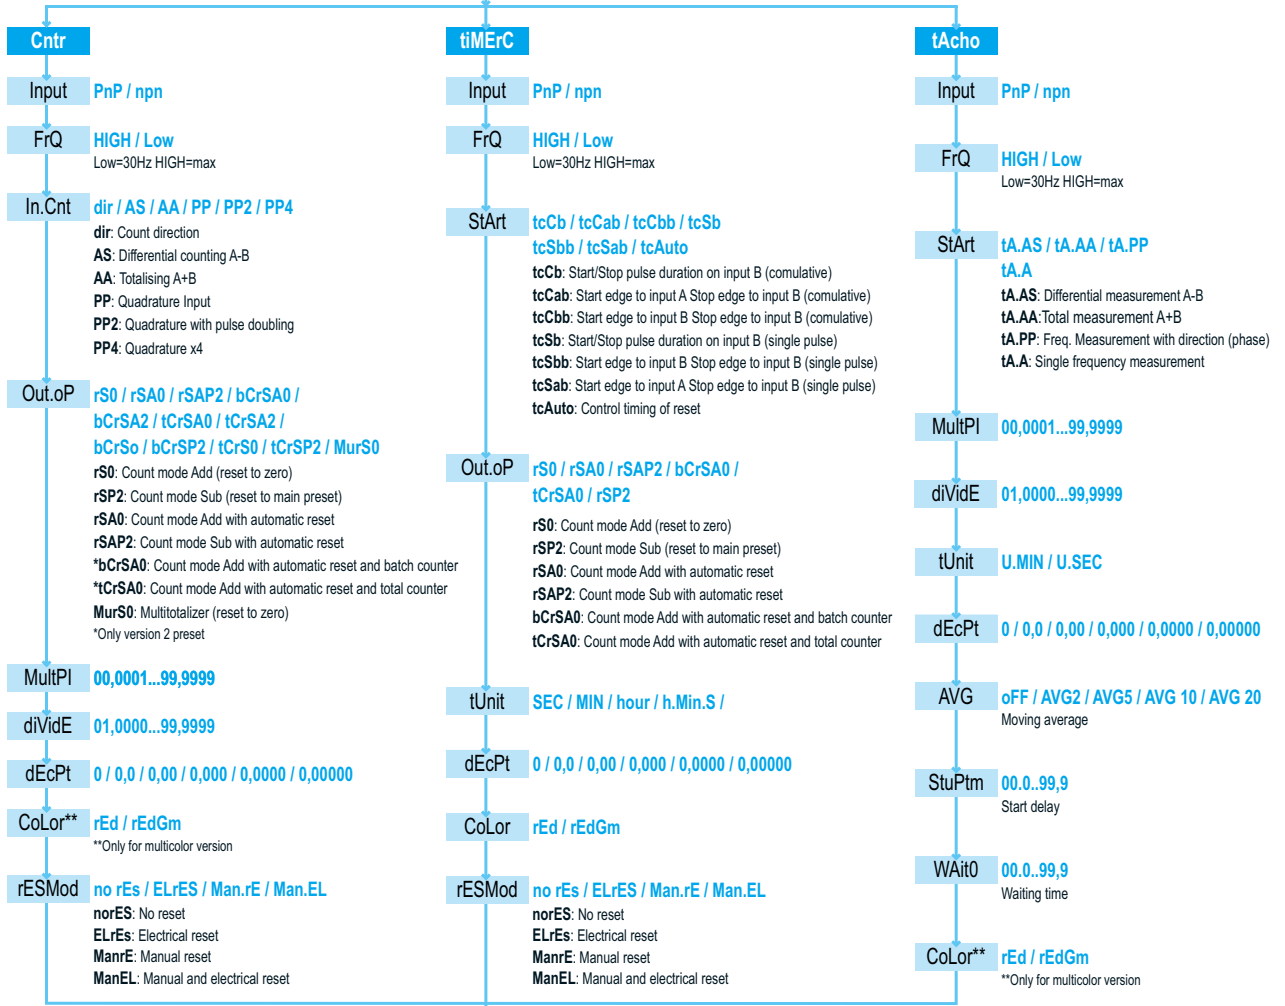 Cntr
Input PnP / npn
FrQ HIGH / Low
Low=30Hz HIGH=max
In.Cnt dir / AS / AA / PP / PP2 / PP4
dir: Count direction
AS: Differential counting A-B
AA: Totalising A+B
PP: Quadrature Input
PP2: Quadrature with pulse doubling
PP4: Quadrature x4
Out.oP rS0 / rSA0 / rSAP2 / bCrSA0 /
bCrSA2 / tCrSA0 / tCrSA2 /
bCrSo / bCrSP2 / tCrS0 / tCrSP2 / MurS0
rS0: Count mode Add (reset to zero)
rSP2: Count mode Sub (reset to main preset)
rSA0: Count mode Add with automatic reset
rSAP2: Count mode Sub with automatic reset
*bCrSA0: Count mode Add with automatic reset and batch counter
*tCrSA0: Count mode Add with automatic reset and total counter
MurS0: Multitotalizer (reset to zero)
*Only version 2 preset
MultPl 00,0001...99,9999
diVidE 01,0000...99,9999
dEcPt 0 / 0,0 / 0,00 / 0,000 / 0,0000 / 0,00000
CoLor** rEd / rEdGm
**Only for multicolor version
rESMod no rEs / ELrES / Man.rE / Man.EL
norES: No reset
ELrEs: Electrical reset
ManrE: Manual reset
ManEL: Manual and electrical reset
tiMErC
Input PnP / npn
FrQ HIGH / Low
Low=30Hz HIGH=max
StArt tcCb / tcCab / tcCbb / tcSb
tcSbb / tcSab / tcAuto
tcCb: Start/Stop pulse duration on input B (comulative)
tcCab: Start edge to input A Stop edge to input B (comulative)
tcCbb: Start edge to input B Stop edge to input B (comulative)
tcSb: Start/Stop pulse duration on input B (single pulse)
tcSbb: Start edge to input B Stop edge to input B (single pulse)
tcSab: Start edge to input A Stop edge to input B (single pulse)
tcAuto: Control timing of reset
Out.oP rS0 / rSA0 / rSAP2 / bCrSA0 /
tCrSA0 / rSP2
rS0: Count mode Add (reset to zero)
rSP2: Count mode Sub (reset to main preset)
rSA0: Count mode Add with automatic reset
rSAP2: Count mode Sub with automatic reset
bCrSA0: Count mode Add with automatic reset and batch counter
tCrSA0: Count mode Add with automatic reset and total counter
tUnit SEC / MIN / hour / h.Min.S /
dEcPt 0 / 0,0 / 0,00 / 0,000 / 0,0000 / 0,00000
CoLor rEd / rEdGm
rESMod no rEs / ELrES / Man.rE / Man.EL
norES: No reset
ELrEs: Electrical reset
ManrE: Manual reset
ManEL: Manual and electrical reset
tAcho
Input PnP / npn
FrQ HIGH / Low
Low=30Hz HIGH=max
StArt tA.AS / tA.AA / tA.PP
tA.A
tA.AS: Differential measurement A-B
tA.AA:Total measurement A+B
tA.PP: Freq. Measurement with direction (phase)
tA.A: Single frequency measurement
MultPl 00,0001...99,9999
diVidE 01,0000...99,9999
tUnit U.MIN / U.SEC
dEcPt 0 / 0,0 / 0,00 / 0,000 / 0,0000 / 0,00000
AVG oFF / AVG2 / AVG5 / AVG 10 / AVG 20
Moving average
StuPtm 00.0..99,9
Start delay
WAit0 00.0..99,9
Waiting time
CoLor** rEd / rEdGm
**Only for multicolor version